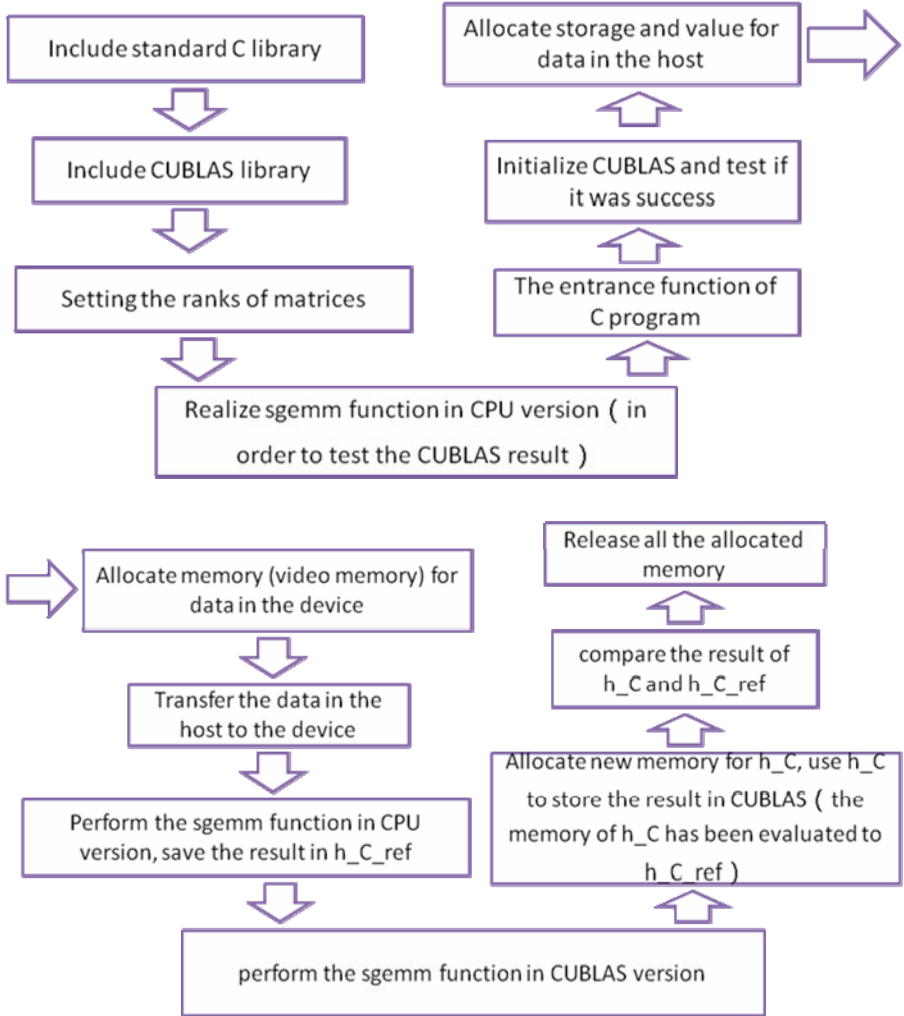 Include standard C library
Include CUBLAS library
Setting the ranks of matrices
Realize sgemm function in CPU version ( in
order to test the CUBLAS result )
The entrance function of
C program
Initialize CUBLAS and test if
it was success
Allocate storage and value for
data in the host
Allocate memory (video memory) for
data in the device
Transfer the data in the
host to the device
Perform the sgemm function in CPU
version, save the result in h_C_ref
perform the sgemm function in CUBLAS version
Allocate new memory for h_C, use h_C
to store the result in CUBLAS ( the
memory of h_C has been evaluated to
h_C_ref )
compare the result of
h_C and h_C_ref
Release all the allocated
memory